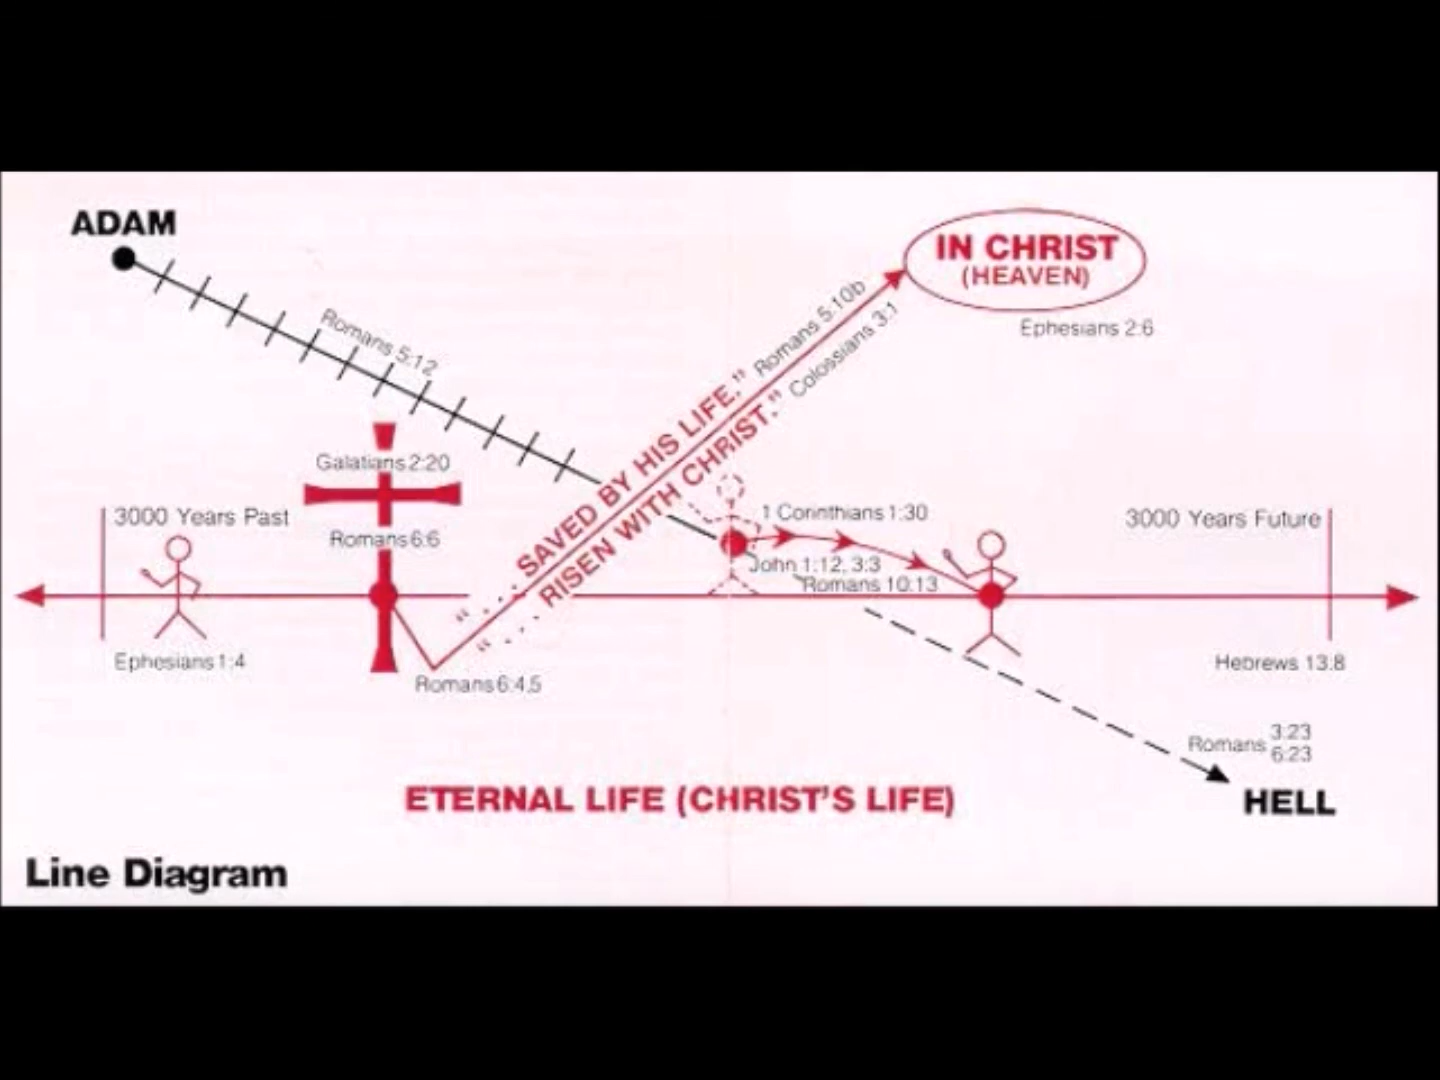 ADAM
Romans 5:12
IN CHRIST
(HEAVEN)
Ephesians 2:6
"...SAVED BY HIS LIFE." Romans 5:10b
"...RISEN WITH CHRIST." Colossians 3:1
Galatians 2:20
3000 Years Past
Romans 6:6
1 Corinthians 1:30
3000 Years Future
John 1:12, 3:3
Romans 10:13
Ephesians 1:4
Romans 6:4,5
Hebrews 13:8
Romans 3:23
6:23
HELL
ETERNAL LIFE (CHRIST'S LIFE)
Line Diagram